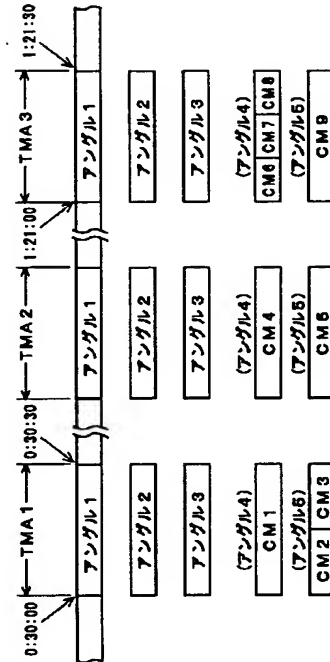 0:30:00 TMA1 0:30:30 TMA2 1:21:00 TMA3 1:21:30
アングル1 アングル1 アングル1
アングル2 アングル2 アングル2
アングル3 アングル3 アングル3
(アングル4) (アングル4) (アングル4)
CM1 CM4 CM6 CM7 CM8
(アングル5) (アングル5) (アングル5)
CM2 CM3 CM5 CM9